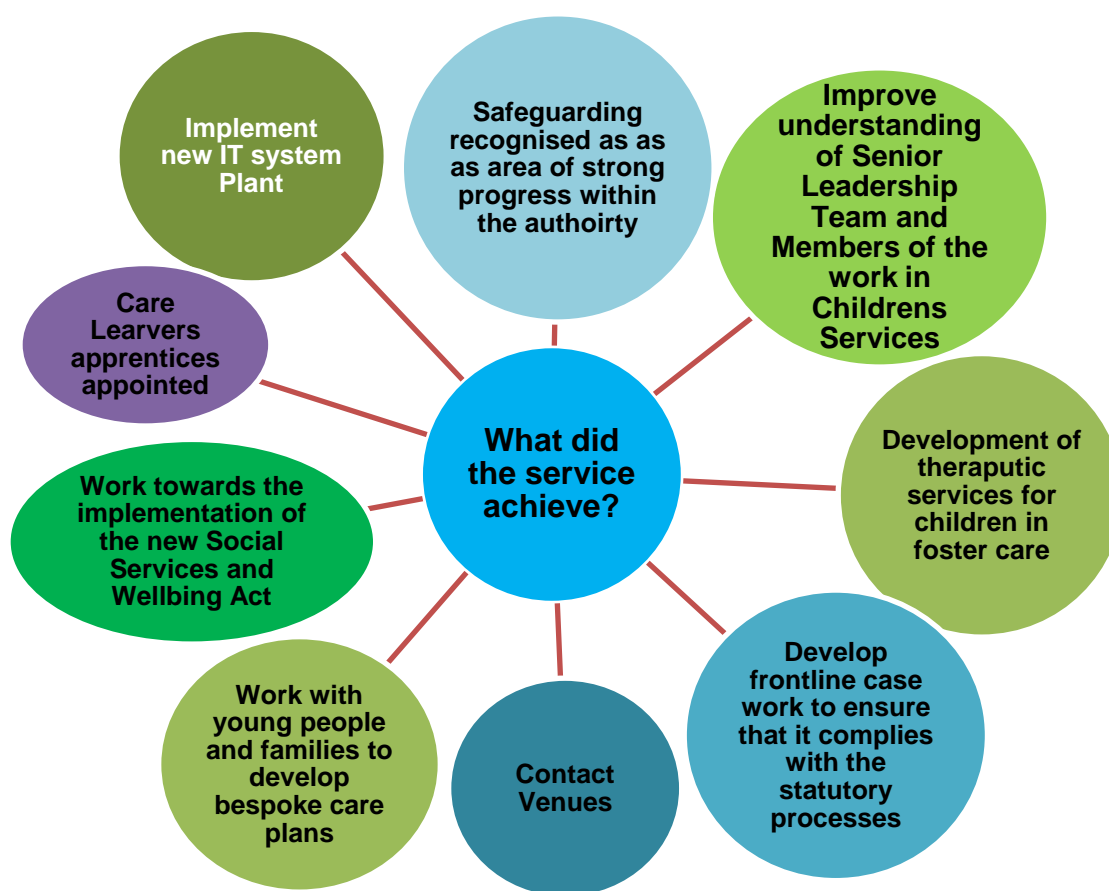 Implement
new IT system
Plant
Safeguarding
recognised as as
as area of strong
progress within
the authoirty
Improve
understanding
of Senior
Leadership
Team and
Members of the
work in
Childrens
Services
Care
Learvers
apprentices
appointed
What did
the service
achieve?
Development of
theraputic
services for
children in
foster care
Work towards the
implementation of
the new Social
Services and
Wellbing Act
Work with
young people
and families to
develop
bespoke care
plans
Contact
Venues
Develop
frontline case
work to ensure
that it complies
with the
statutory
processes